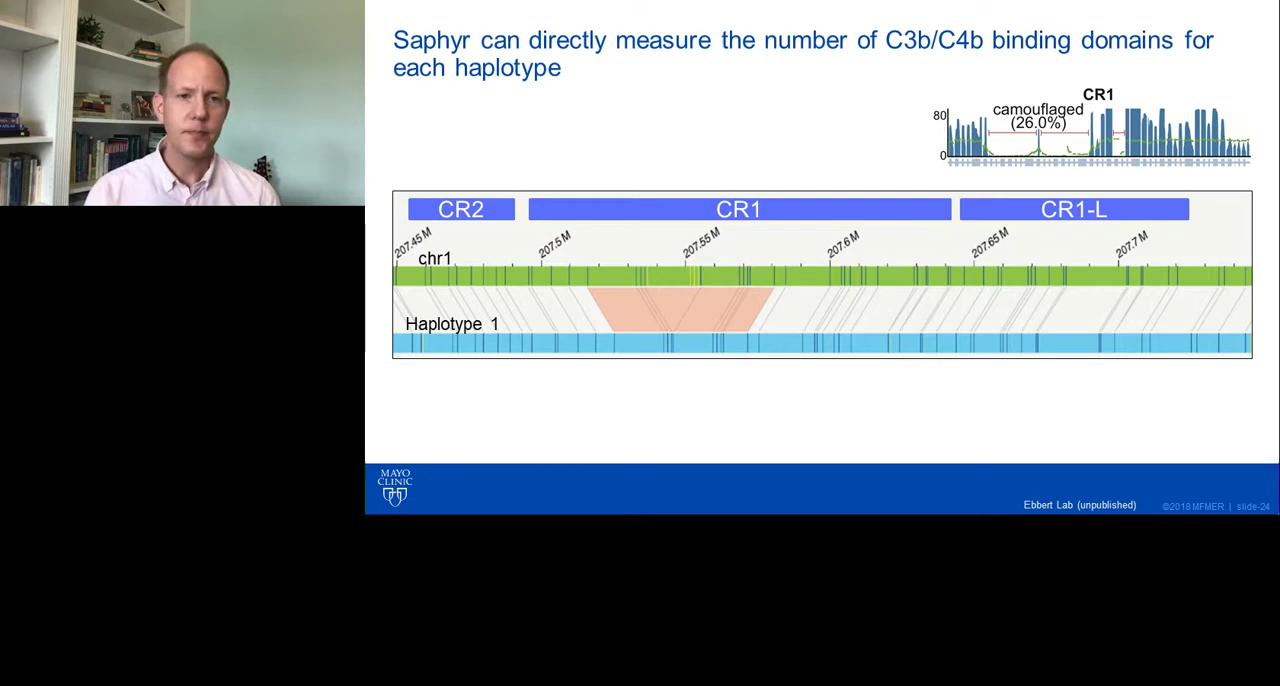 Saphyr can directly measure the number of C3b/C4b binding domains for
each haplotype
CR1
camouflaged
(26.0%)
80
0
CR2
CR1
CR1-L
207.45 M
207.5 M
207.55 M
207.6 M
207.65 M
207.7 M
chr1
Haplotype 1
MAYO
CLINIC
Ebbert Lab (unpublished)
©2018 MFMER | slide-24